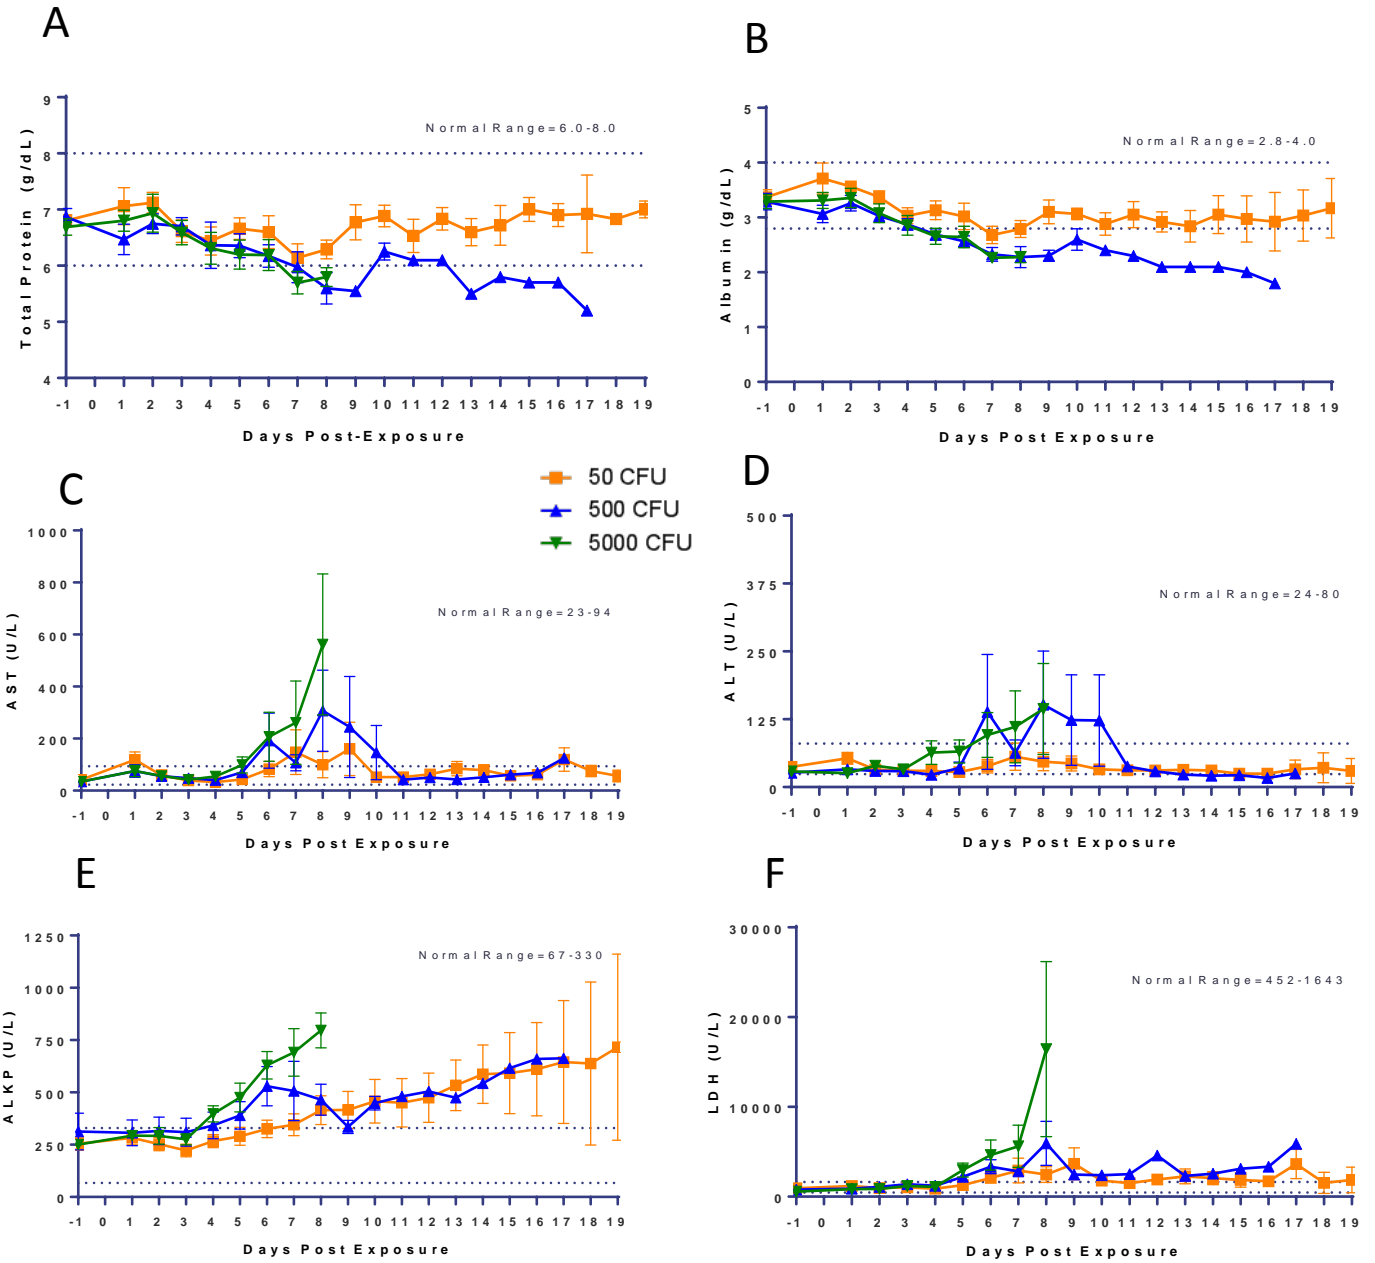 A
Total Protein (g/dL)
9
8
7
6
5
4
Normal Range=6.0-8.0
-1 0 1 2 3 4 5 6 7 8 9 10 11 12 13 14 15 16 17 18 19
Days Post-Exposure
B
Albumin (g/dL)
5
4
3
2
1
0
Normal Range=2.8-4.0
-1 0 1 2 3 4 5 6 7 8 9 10 11 12 13 14 15 16 17 18 19
Days Post Exposure
50 CFU
500 CFU
5000 CFU
C
AST (U/L)
1000
800
600
400
200
0
Normal Range=23-94
-1 0 1 2 3 4 5 6 7 8 9 10 11 12 13 14 15 16 17 18 19
Days Post Exposure
D
ALT (U/L)
500
375
250
125
0
Normal Range=24-80
-1 0 1 2 3 4 5 6 7 8 9 10 11 12 13 14 15 16 17 18 19
Days Post Exposure
E
ALKP (U/L)
1250
1000
750
500
250
0
Normal Range=67-330
-1 0 1 2 3 4 5 6 7 8 9 10 11 12 13 14 15 16 17 18 19
Days Post Exposure
F
LDH (U/L)
30000
20000
10000
0
Normal Range=452-1643
-1 0 1 2 3 4 5 6 7 8 9 10 11 12 13 14 15 16 17 18 19
Days Post Exposure